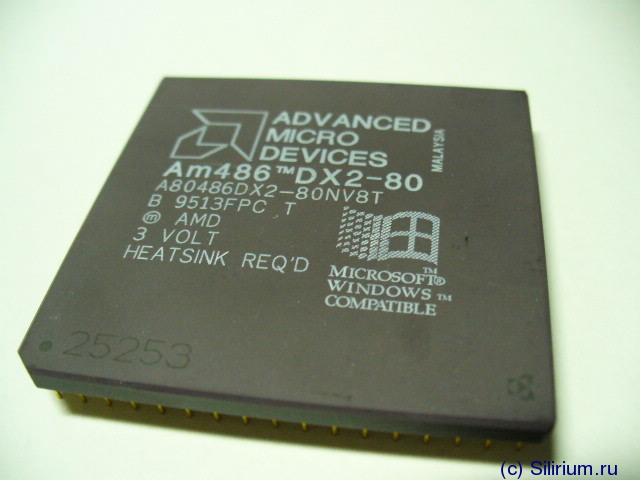 ADVANCED
MICRO
DEVICES
MALAYSIA
Am486™DX2-80
A80486DX2-80NV8T
B 9513FPC T
ⓜ AMD
3 VOLT
HEATSINK REQ'D
MICROSOFT®
WINDOWS™
COMPATIBLE
25253
(c) Silirium.ru